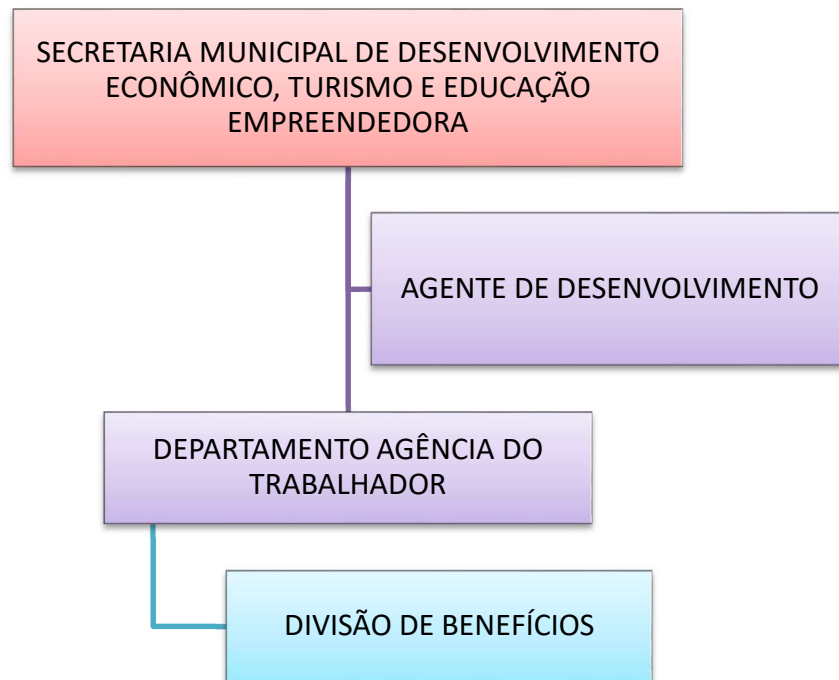 SECRETARIA MUNICIPAL DE DESENVOLVIMENTO
ECONÔMICO, TURISMO E EDUCAÇÃO
EMPREENDEDORA
AGENTE DE DESENVOLVIMENTO
DEPARTAMENTO AGÊNCIA DO
TRABALHADOR
DIVISÃO DE BENEFÍCIOS